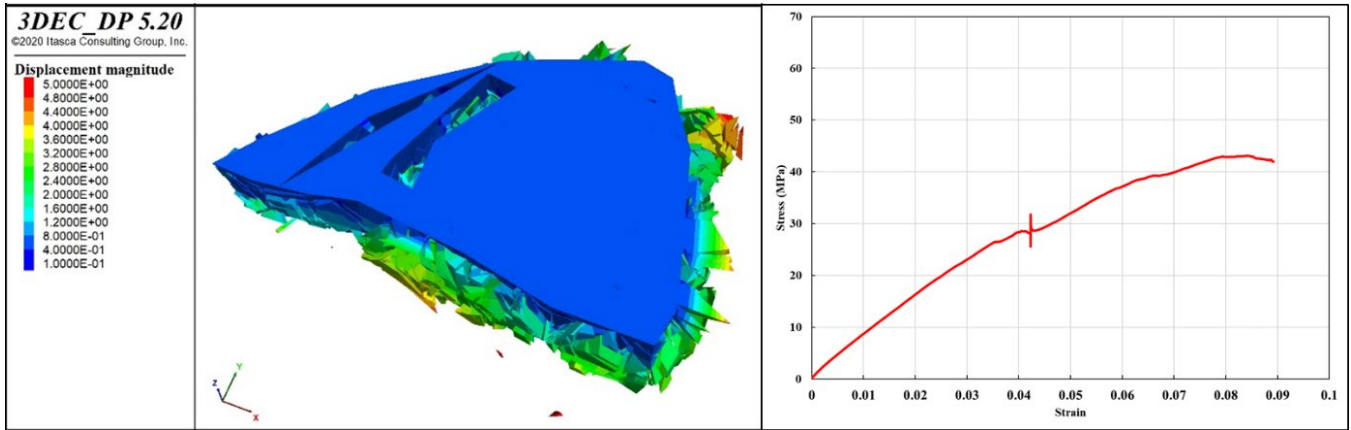 3DEC_DP 5.20
©2020 Itasca Consulting Group, Inc.
Displacement magnitude
5.0000E+00
4.8000E+00
4.4000E+00
4.0000E+00
3.6000E+00
3.2000E+00
2.8000E+00
2.4000E+00
2.0000E+00
1.6000E+00
1.2000E+00
8.0000E-01
4.0000E-01
1.0000E-01
Y
Z
X
70
60
50
40
30
20
10
0
Stress (MPa)
0 0.01 0.02 0.03 0.04 0.05 0.06 0.07 0.08 0.09 0.1
Strain